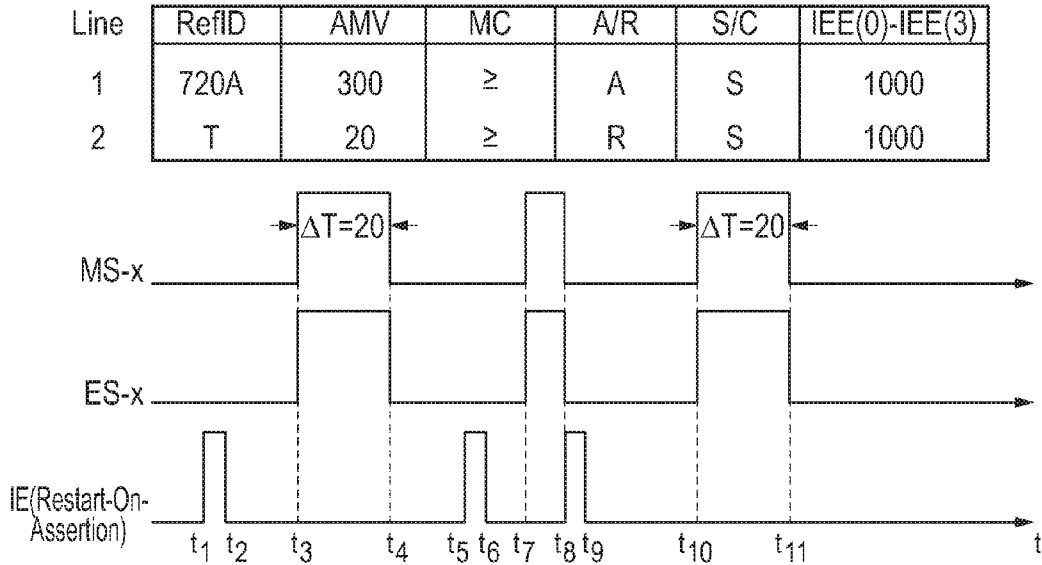 Line RefID AMV MC A/R S/C IEE(0)-IEE(3)
1 720A 300 ≥ A S 1000
2 T 20 ≥ R S 1000
ΔT=20 ΔT=20
MS-x
ES-x
IE(Restart-On-
Assertion)
t1 t2 t3 t4 t5 t6 t7 t8 t9 t10 t11 t